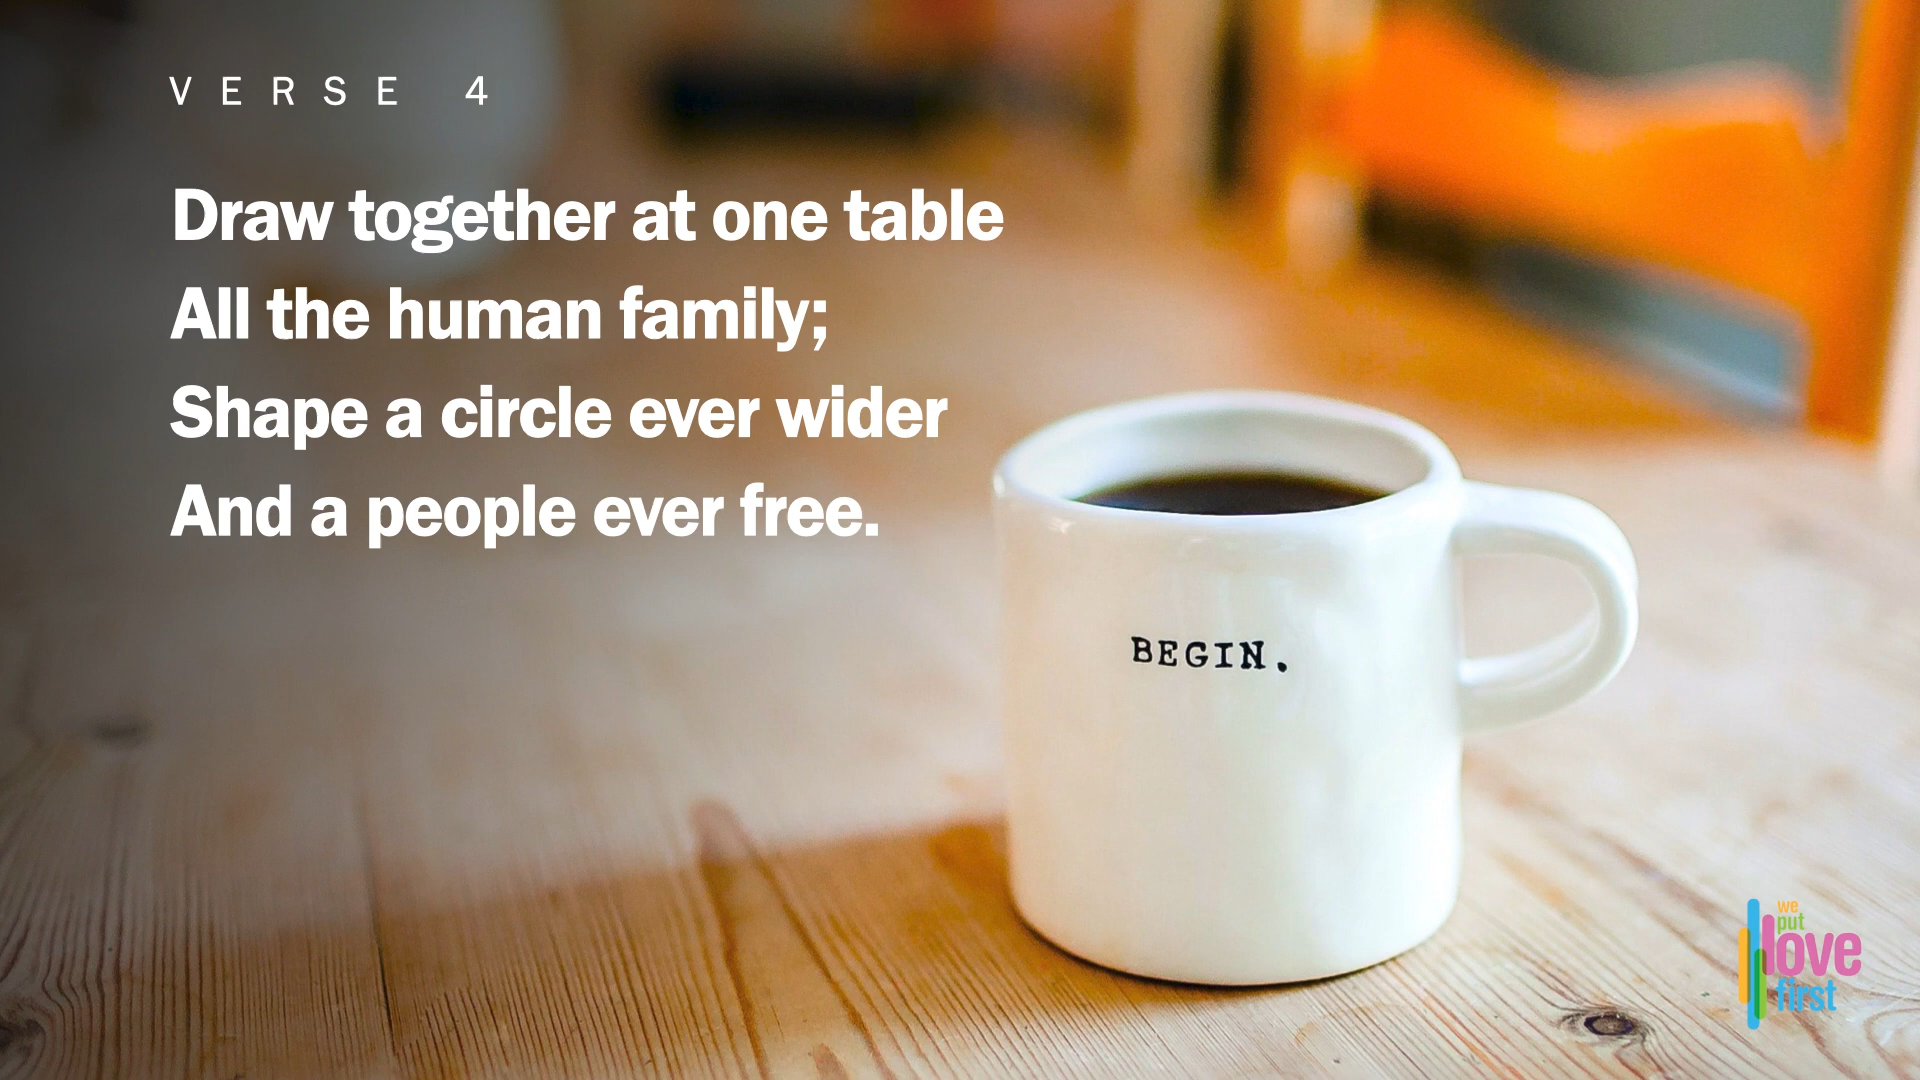 VERSE 4
Draw together at one table
All the human family;
Shape a circle ever wider
And a people ever free.
BEGIN.
we
put
love
first